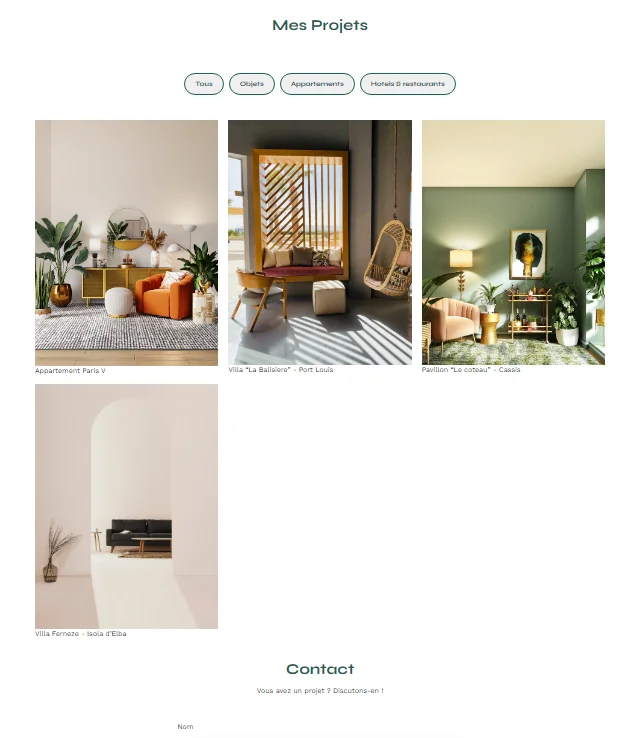 Mes Projets
Tous
Objets
Appartements
Hotels & restaurants
Appartement Paris V
Villa “La Balisiere” - Port Louis
Pavillon “Le coteau” - Cassis
Villa Ferneze - Isola d’Elba
Contact
Vous avez un projet ? Discutons-en !
Nom